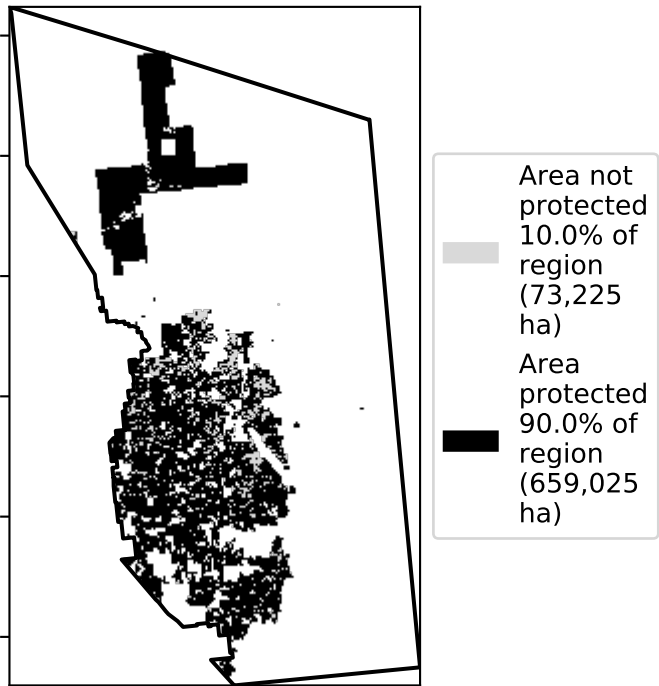 Area not
protected
10.0% of
region
(73,225
ha)
Area
protected
90.0% of
region
(659,025
ha)